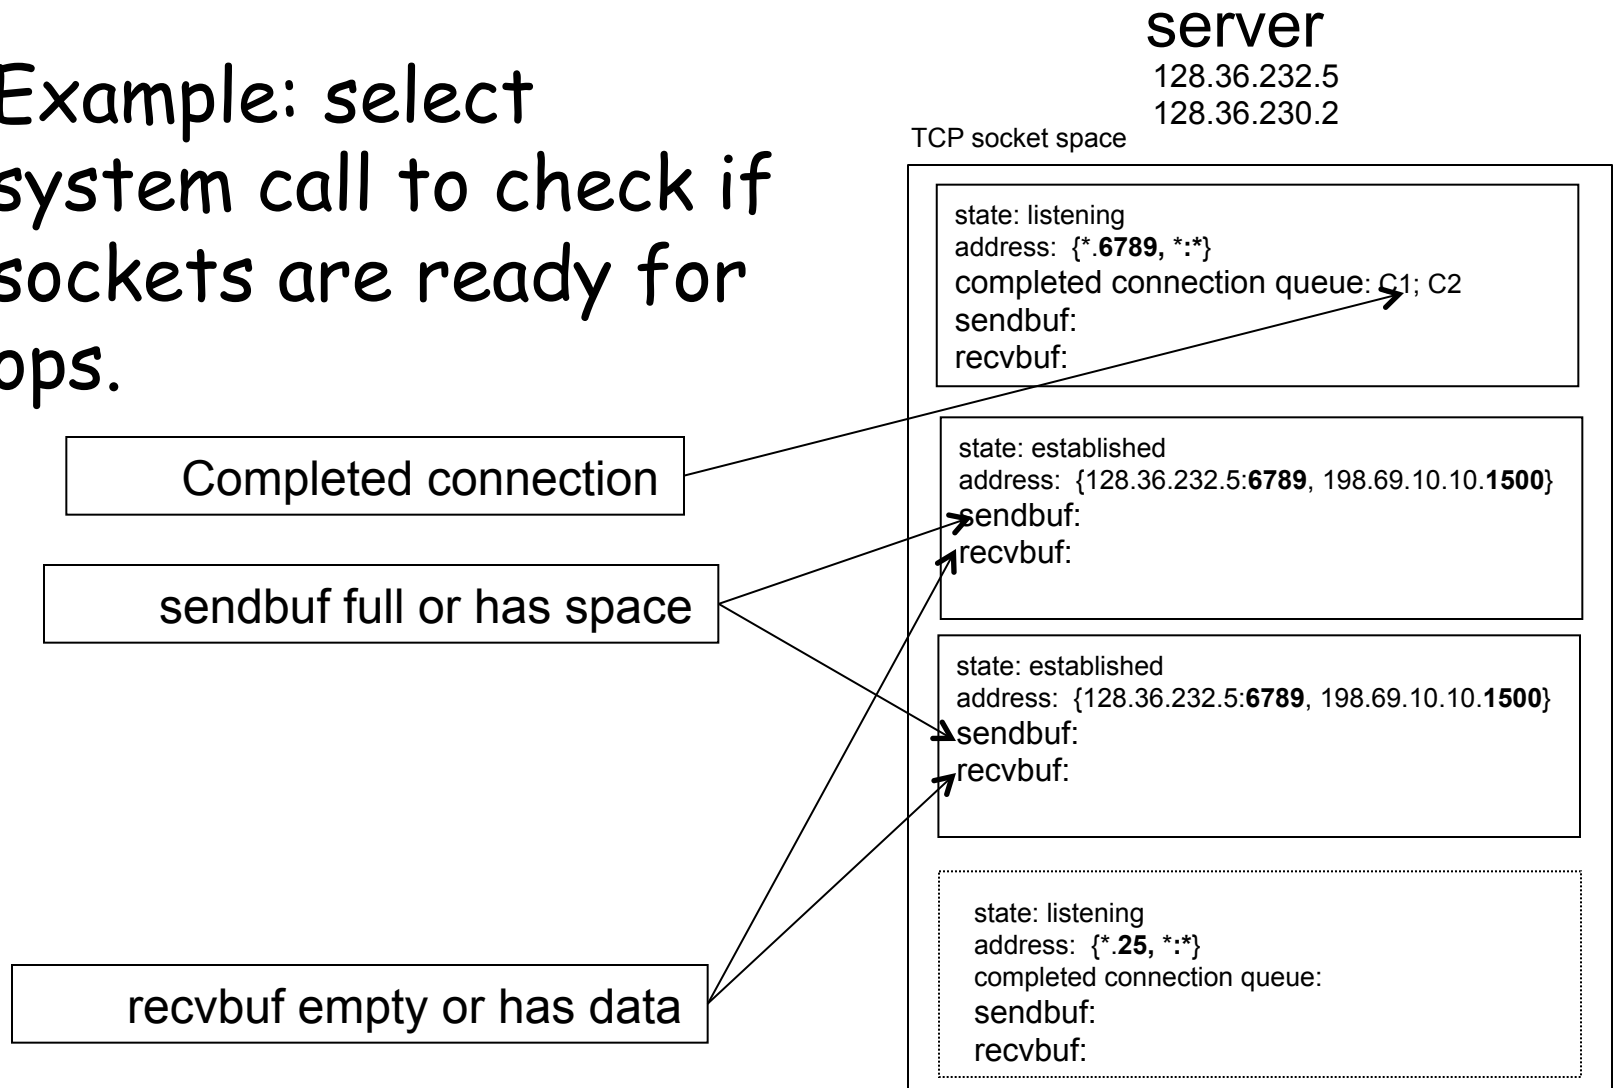 Example: select
system call to check if
sockets are ready for
ops.
server
128.36.232.5
128.36.230.2
TCP socket space
state: listening
address: {*.6789, *:*}
completed connection queue: C1; C2
sendbuf:
recvbuf:
Completed connection
state: established
address: {128.36.232.5:6789, 198.69.10.10.1500}
sendbuf:
recvbuf:
sendbuf full or has space
state: established
address: {128.36.232.5:6789, 198.69.10.10.1500}
sendbuf:
recvbuf:
recvbuf empty or has data
state: listening
address: {*.25, *:*}
completed connection queue:
sendbuf:
recvbuf: